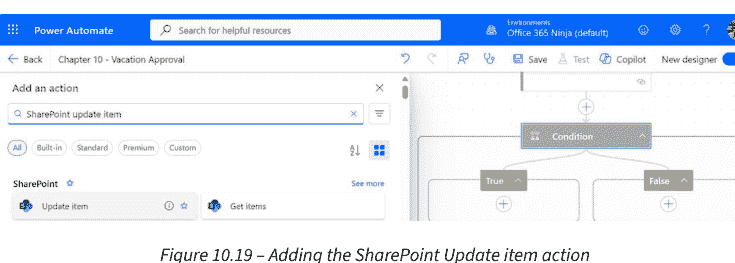 Power Automate
Search for helpful resources
Environments
Office 365 Ninja (default)
Back
Chapter 10 - Vacation Approval
Save
Test
Copilot
New designer
Add an action
SharePoint update item
All
Built-in
Standard
Premium
Custom
SharePoint
See more
Update item
Get items
Condition
True
False
Figure 10.19 – Adding the SharePoint Update item action